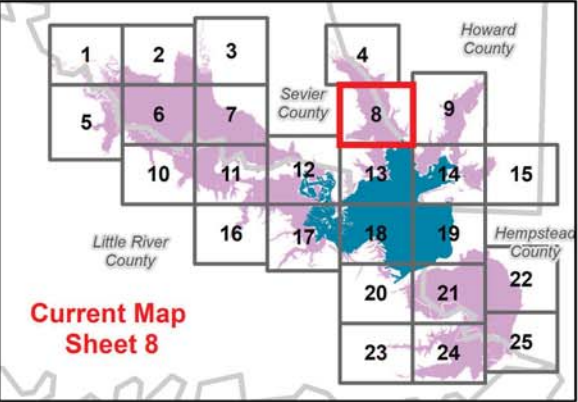 Howard
County
1
2
3
4
Sevier
County
5
6
7
8
9
10
11
12
13
14
15
Little River
County
16
17
18
19
Hempstead
County
20
21
22
23
24
25
Current Map
Sheet 8